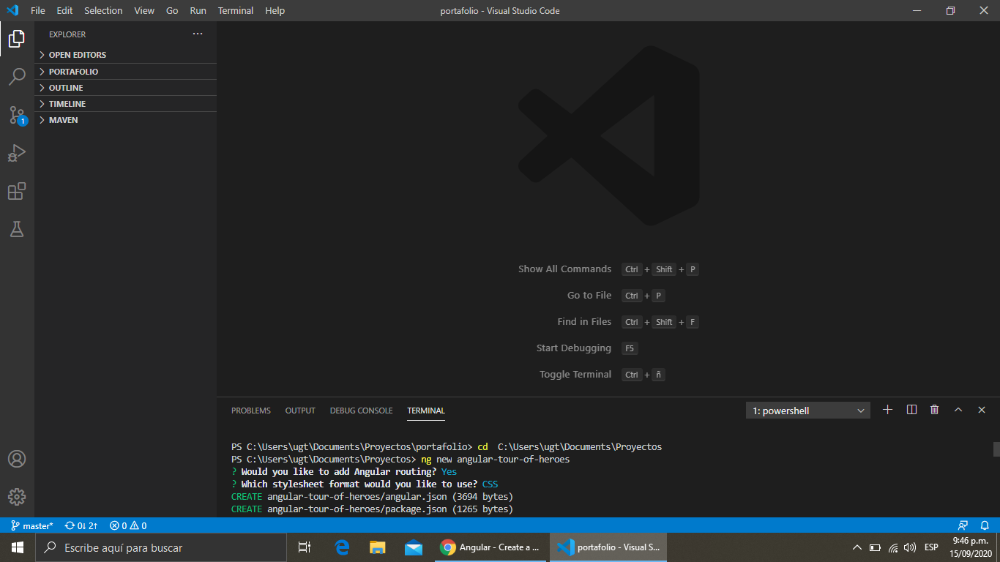 File Edit Selection View Go Run Terminal Help
portafolio - Visual Studio Code
EXPLORER
OPEN EDITORS
PORTAFOLIO
OUTLINE
TIMELINE
MAVEN
1
Show All Commands Ctrl + Shift + P
Go to File Ctrl + P
Find in Files Ctrl + Shift + F
Start Debugging F5
Toggle Terminal Ctrl + ñ
PROBLEMS OUTPUT DEBUG CONSOLE TERMINAL
1: powershell
PS C:\Users\ugt\Documents\Proyectos\portafolio> cd  C:\Users\ugt\Documents\Proyectos
PS C:\Users\ugt\Documents\Proyectos> ng new angular-tour-of-heroes
? Would you like to add Angular routing? Yes
? Which stylesheet format would you like to use? CSS
CREATE angular-tour-of-heroes/angular.json (3694 bytes)
CREATE angular-tour-of-heroes/package.json (1265 bytes)
master* 0↓ 2↑ 0 0
Escribe aquí para buscar
Angular - Create a ...
portafolio - Visual S...
ESP
9:46 p.m.
15/09/2020